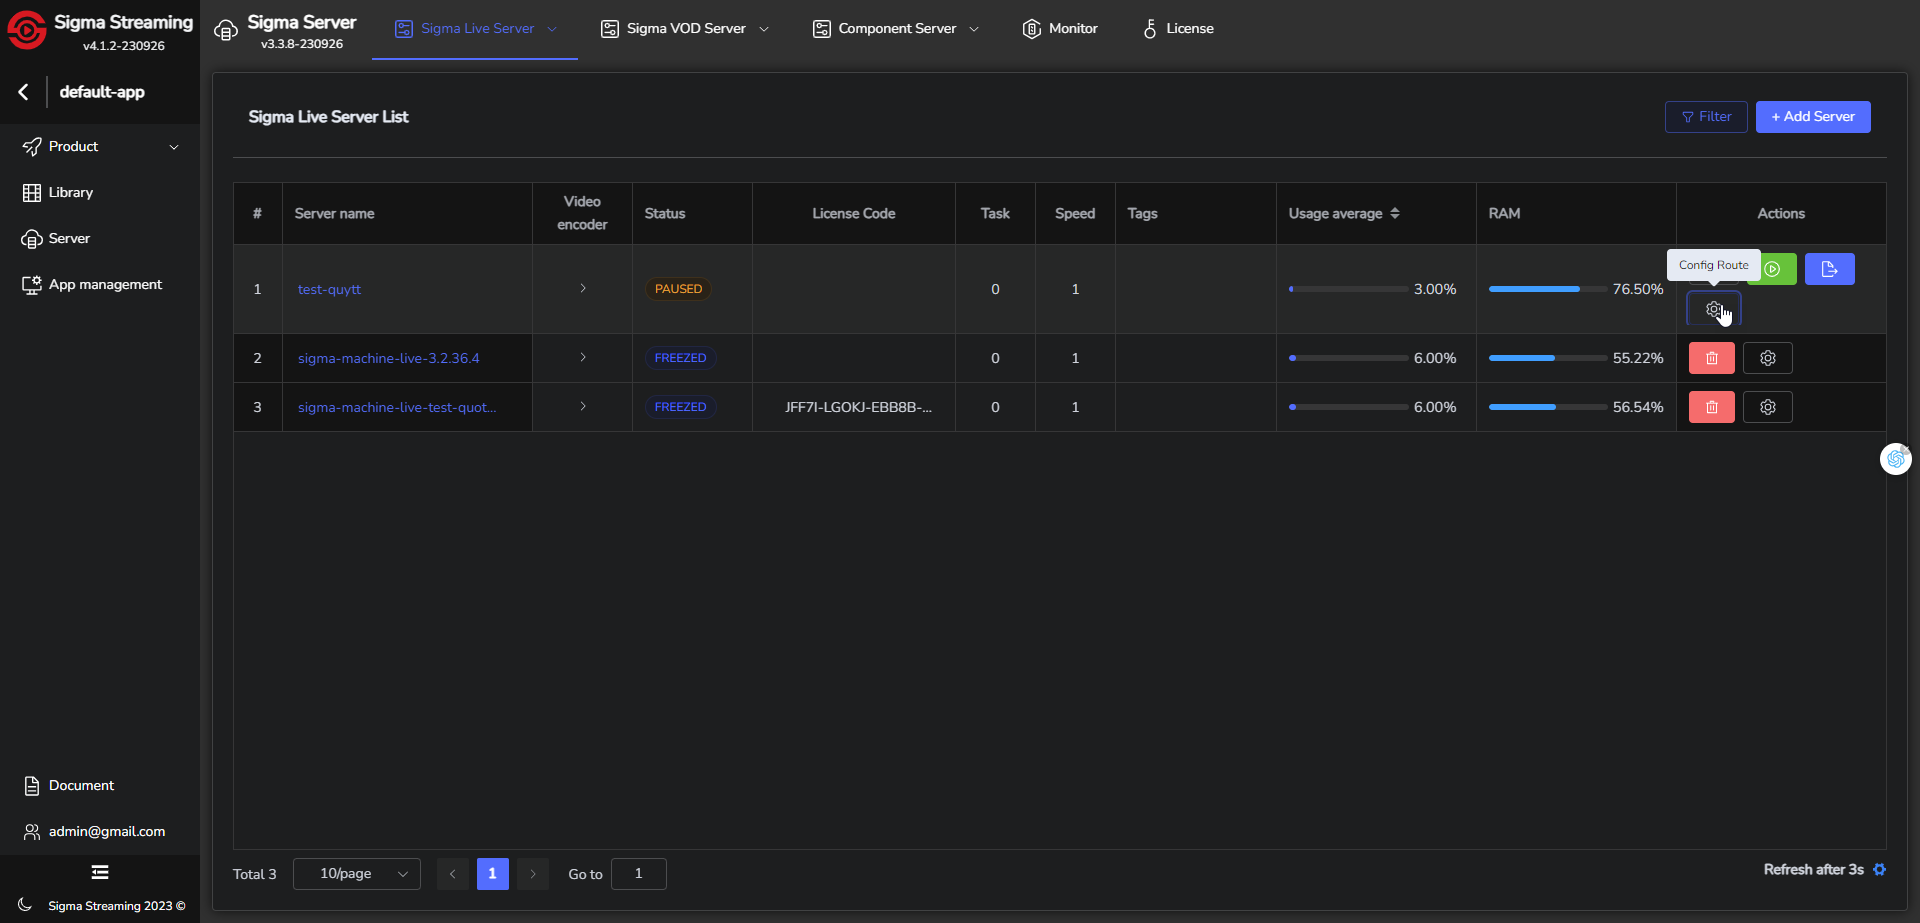 Sigma Streaming
v4.1.2-230926
Sigma Server
v3.3.8-230926
Sigma Live Server
Sigma VOD Server
Component Server
Monitor
License
default-app
Product
Library
Server
App management
Document
admin@gmail.com
Sigma Streaming 2023 ©
Sigma Live Server List
Filter
+ Add Server
# Server name Video encoder Status License Code Task Speed Tags Usage average RAM Actions
1 test-quytt PAUSED 0 1 3.00% 76.50%
Config Route
2 sigma-machine-live-3.2.36.4 FREEZED 0 1 6.00% 55.22%
3 sigma-machine-live-test-quot... FREEZED JFF7I-LGOKJ-EBB8B-... 0 1 6.00% 56.54%
Total 3 10/page 1 Go to 1
Refresh after 3s